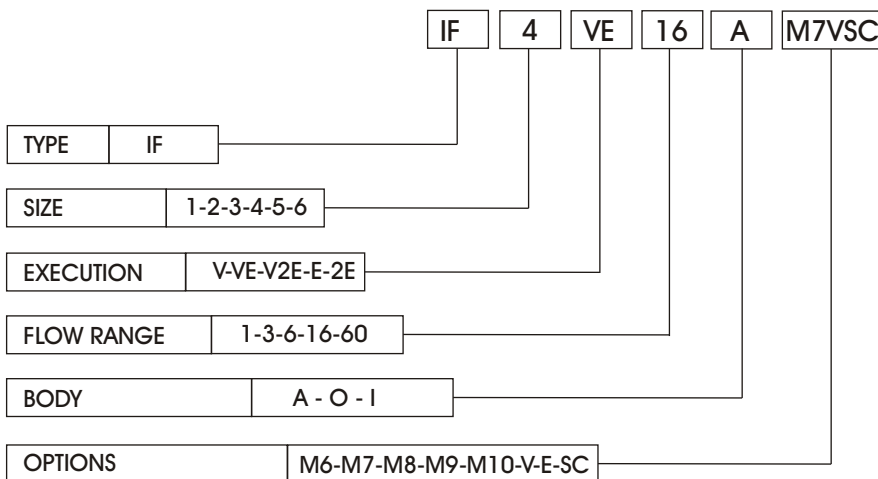 IF 4 VE 16 A M7VSC
TYPE IF
SIZE 1-2-3-4-5-6
EXECUTION V-VE-V2E-E-2E
FLOW RANGE 1-3-6-16-60
BODY A - O - I
OPTIONS M6-M7-M8-M9-M10-V-E-SC